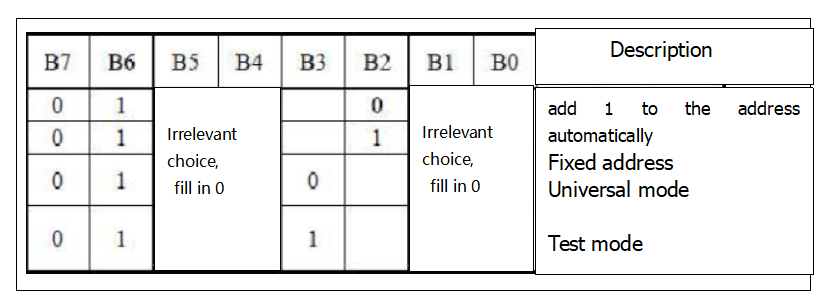 B7 B6 B5 B4 B3 B2 B1 B0 Description
0 1 0 add 1 to the address
automatically
0 1 Irrelevant 1 Irrelevant
choice, choice,
Fixed address
0 1 fill in 0 0 fill in 0 Universal mode
0 1 1 Test mode